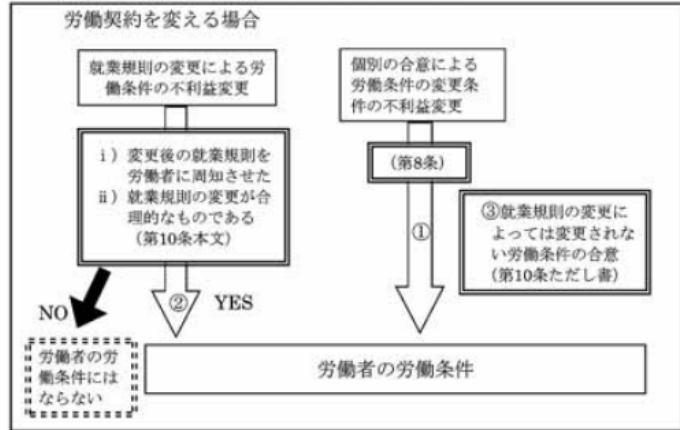 労働契約を変える場合
就業規則の変更による労
働条件の不利益変更
個別の合意による
労働条件の変更条
件の不利益変更
ⅰ）変更後の就業規則を
労働者に周知させた
ⅱ）就業規則の変更が合
理的なものである
（第10条本文）
（第8条）
①
③就業規則の変更に
よっては変更されな
い労働条件の合意
（第10条ただし書）
NO
②
YES
労働者の労
働条件には
ならない
労働者の労働条件